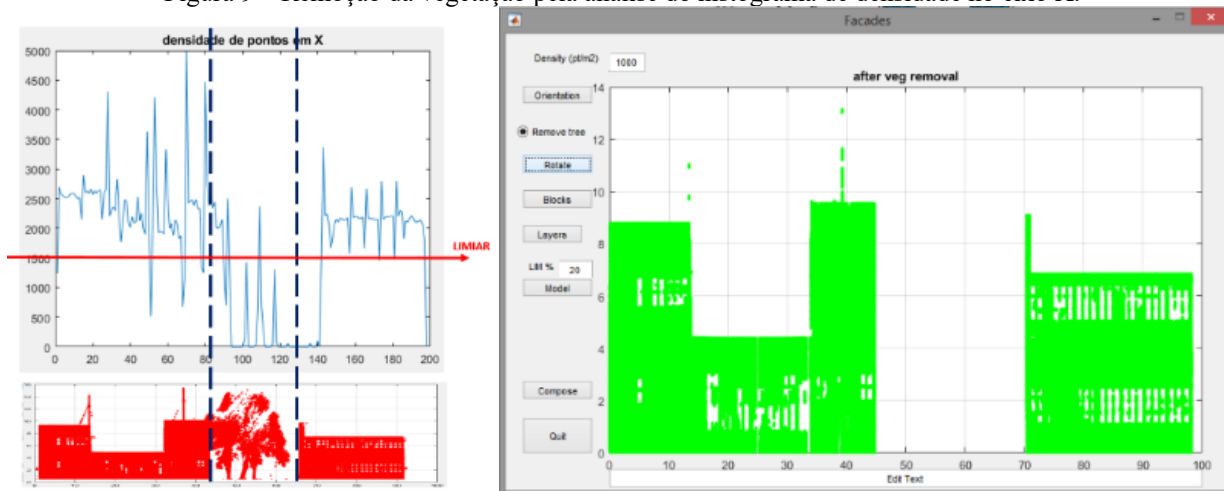 densidade de pontos em X
5000
4500
4000
3500
3000
2500
2000
1500
1000
500
0
0 20 40 60 80 100 120 140 160 180 200
LIMIAR
Facades
Density (pt/m2) 1000
Orientation
Remove tree
Rotate
Blocks
Layers
LIM % 20
Model
Compose
Quit
after veg removal
14
12
10
8
6
4
2
0
0 10 20 30 40 50 60 70 80 90 100
Edit Text